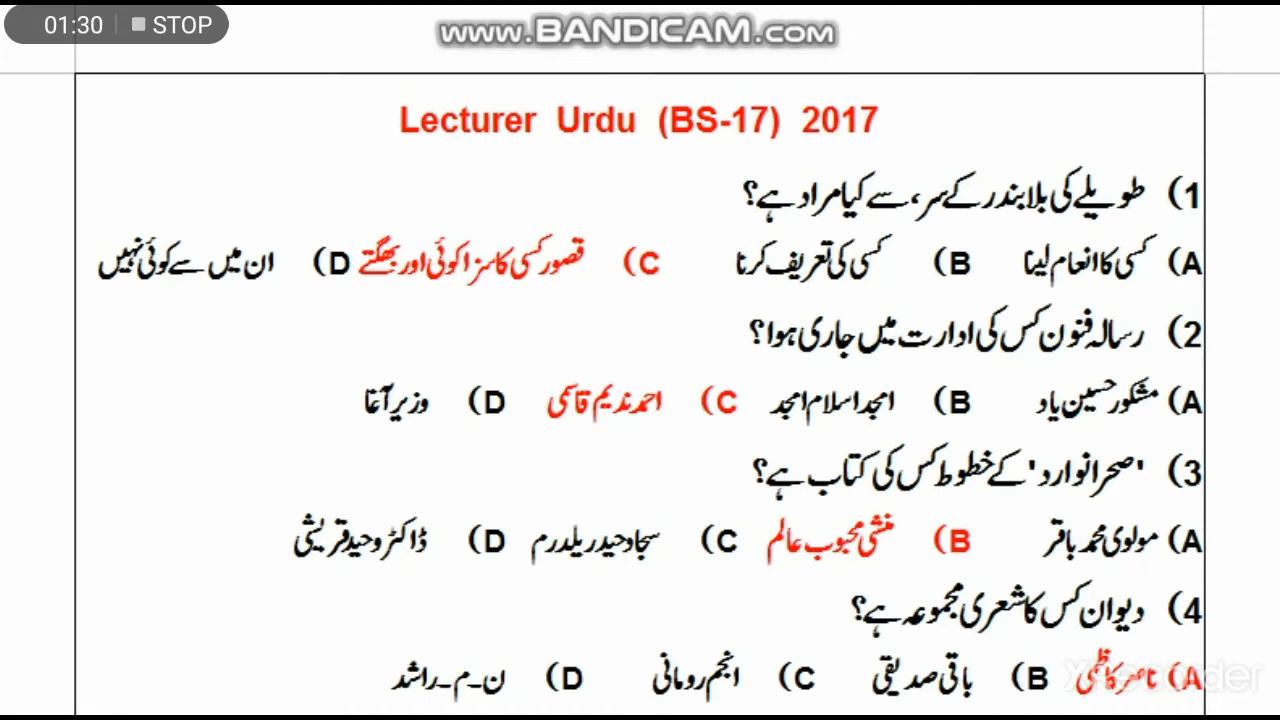 01:30 STOP
www.BANDICAM.com
Lecturer Urdu (BS-17) 2017
1) طویلے کی بلا بندر کے سر، سے کیا مراد ہے؟
A) کسی کا انعام لینا B) کسی کی تعریف کرنا C) قصور کسی کا سزا کوئی اور بھگتے D) ان میں سے کوئی نہیں
2) رسالہ فنون کس کی ادارت میں جاری ہوا؟
A) مشکور حسین یاد B) امجد اسلام امجد C) احمد ندیم قاسمی D) وزیر آغا
3) 'صحرا نوارد' کے خطوط کس کی کتاب ہے؟
A) مولوی محمد باقر B) منشی محبوب عالم C) سجاد حیدر یلدرم D) ڈاکٹر وحید قریشی
4) دیوان کس کا شعری مجموعہ ہے؟
A) ناصر کاظمی B) باقی صدیقی C) انجم رومانی D) ن۔م۔راشد
XRecorder